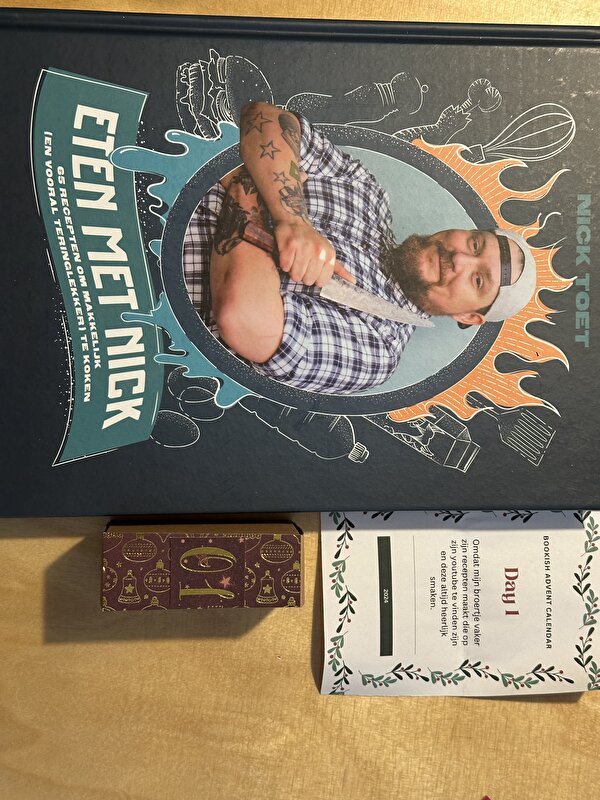 NICK TOET
ETEN MET NICK
65 RECEPTEN OM MAKKELIJK
(EN VOORAL TERINGLEKKER) TE KOKEN
BOOKISH ADVENT CALENDAR
Day 1
Omdat mijn broertje vaker
zijn recepten maakt die op
zijn youtube te vinden zijn
en deze altijd heerlijk
smaken.
2024